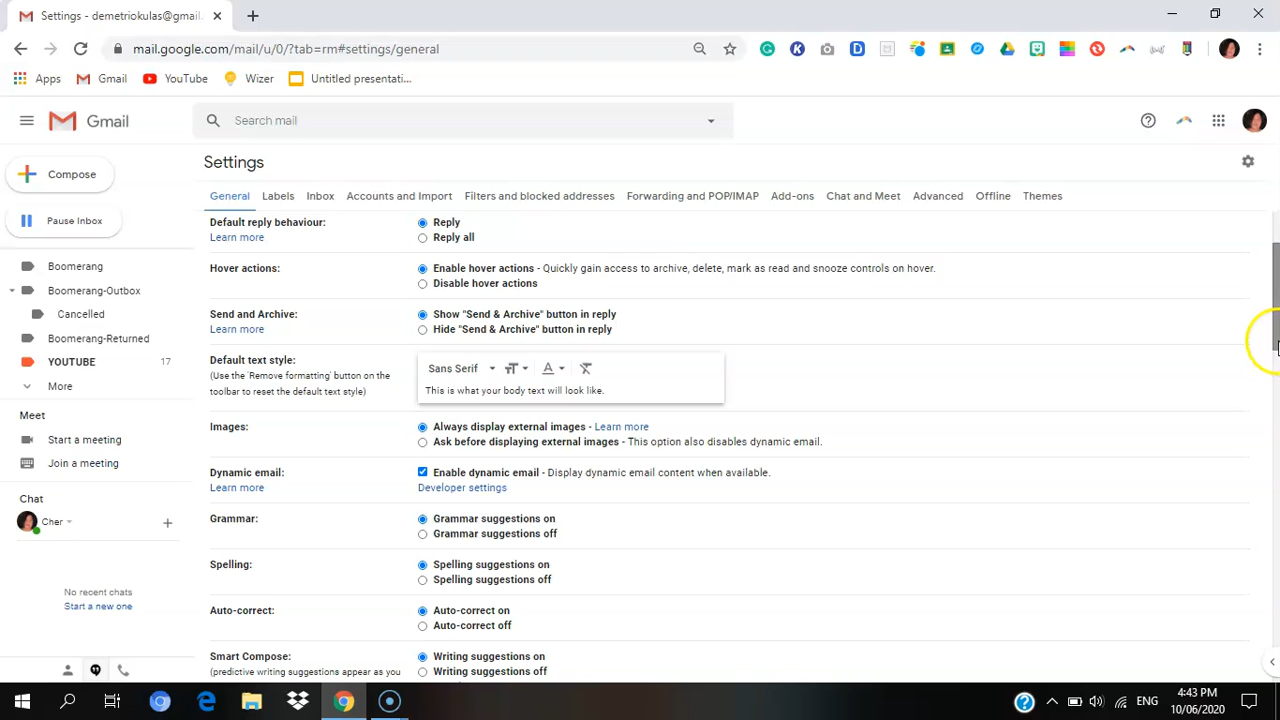 Settings - demetriokulas@gmail.
mail.google.com/mail/u/0/?tab=rm#settings/general
Apps
Gmail
YouTube
Wizer
Untitled presentati...
Gmail
Search mail
Compose
Pause Inbox
Boomerang
Boomerang-Outbox
Cancelled
Boomerang-Returned
YOUTUBE 17
More
Meet
Start a meeting
Join a meeting
Chat
Cher
No recent chats
Start a new one
Settings
General Labels Inbox Accounts and Import Filters and blocked addresses Forwarding and POP/IMAP Add-ons Chat and Meet Advanced Offline Themes
Default reply behaviour:
Learn more
Reply
Reply all
Hover actions:
Enable hover actions - Quickly gain access to archive, delete, mark as read and snooze controls on hover.
Disable hover actions
Send and Archive:
Learn more
Show "Send & Archive" button in reply
Hide "Send & Archive" button in reply
Default text style:
(Use the 'Remove formatting' button on the
toolbar to reset the default text style)
Sans Serif
This is what your body text will look like.
Images:
Always display external images - Learn more
Ask before displaying external images - This option also disables dynamic email.
Dynamic email:
Learn more
Enable dynamic email - Display dynamic email content when available.
Developer settings
Grammar:
Grammar suggestions on
Grammar suggestions off
Spelling:
Spelling suggestions on
Spelling suggestions off
Auto-correct:
Auto-correct on
Auto-correct off
Smart Compose:
(predictive writing suggestions appear as you
Writing suggestions on
Writing suggestions off
ENG
4:43 PM
10/06/2020